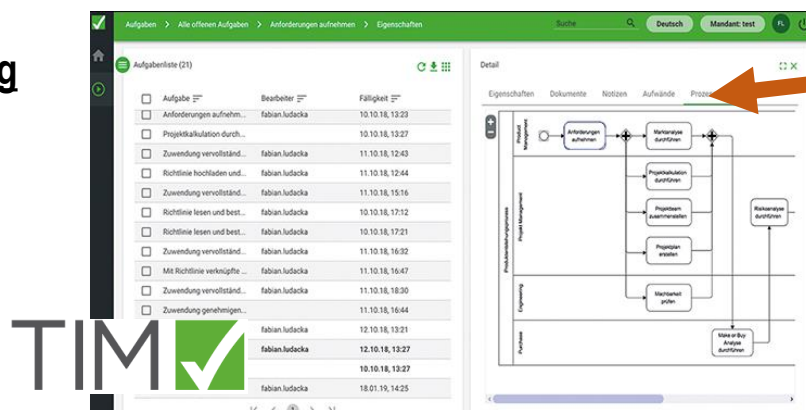 g
Aufgaben > Alle offenen Aufgaben > Anforderungen aufnehmen > Eigenschaften
Suche
Deutsch
Mandant: test
FL
Aufgabenliste (21)
Aufgabe Bearbeiter Fälligkeit
Anforderungen aufnehm... fabian.ludacka 10.10.18, 13:23
Projektkalkulation durch... 10.10.18, 13:27
Zuwendung vervollständ... fabian.ludacka 11.10.18, 12:43
Richtlinie hochladen und... fabian.ludacka 11.10.18, 12:44
Zuwendung vervollständ... fabian.ludacka 11.10.18, 15:16
Richtlinie lesen und best... fabian.ludacka 10.10.18, 17:12
Richtlinie lesen und best... fabian.ludacka 10.10.18, 17:21
Zuwendung vervollständ... fabian.ludacka 11.10.18, 16:32
Mit Richtlinie verknüpfte ... fabian.ludacka 11.10.18, 16:47
Zuwendung vervollständ... fabian.ludacka 11.10.18, 18:30
Zuwendung genehmigen... 11.10.18, 16:44
fabian.ludacka 12.10.18, 13:21
fabian.ludacka 12.10.18, 13:27
10.10.18, 13:27
fabian.ludacka 18.01.19, 14:25
1
TIM
Detail
Eigenschaften Dokumente Notizen Aufwände Prozes
Produktentstehungsprozess
Product
Management
Anforderungen
aufnehmen
Marktanalyse
durchführen
Projekt Management
Projektkalkulation
durchführen
Projektteam
zusammenstellen
Projektplan
erstellen
Risikoanalyse
durchführen
Engineering
Machbarkeit
prüfen
Purchase
Make or Buy
Analyse
durchführen